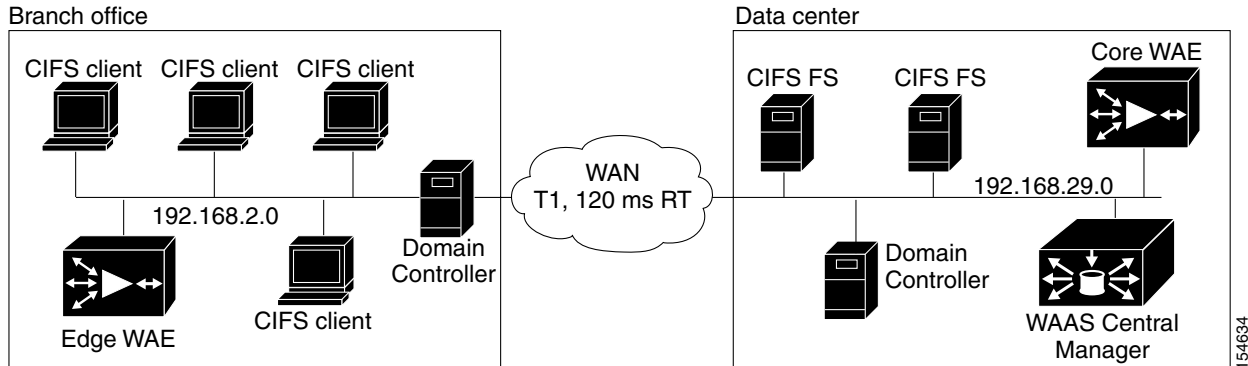 Branch office
CIFS client
CIFS client
CIFS client
192.168.2.0
Edge WAE
CIFS client
Domain
Controller
WAN
T1, 120 ms RT
Data center
CIFS FS
CIFS FS
Core WAE
192.168.29.0
Domain
Controller
WAAS Central
Manager
154634